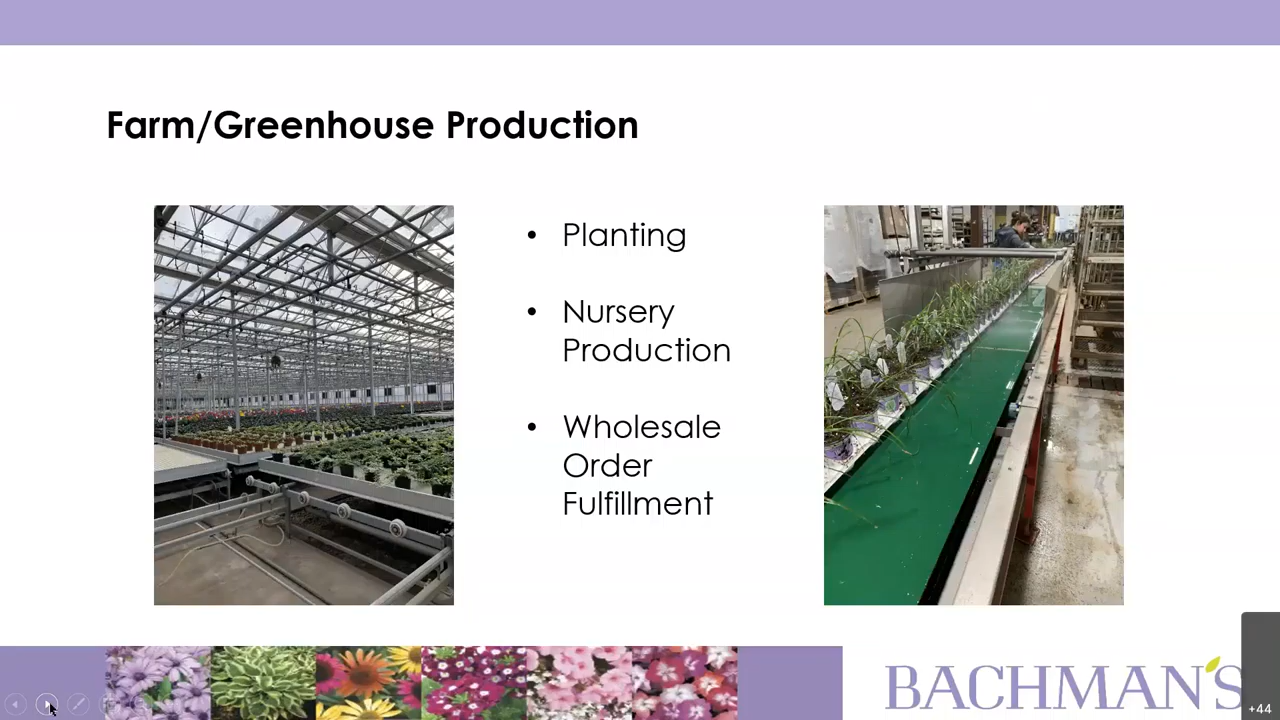 Farm/Greenhouse Production
• Planting
• Nursery
Production
• Wholesale
Order
Fulfillment
BACHMAN'S
+44